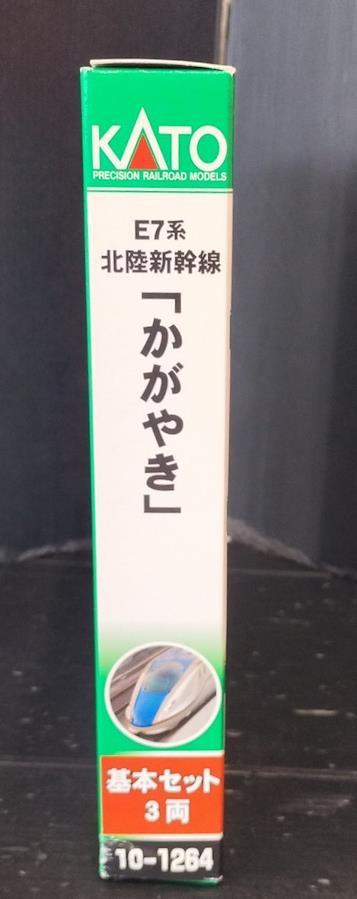 KATO
PRECISION RAILROAD MODELS
E7系
北陸新幹線
「かがやき」
基本セット
3両
10-1264